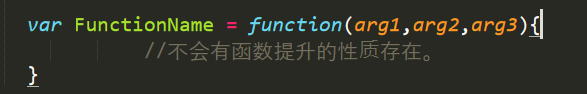 var FunctionName = function(arg1,arg2,arg3){
//不会有函数提升的性质存在。
}